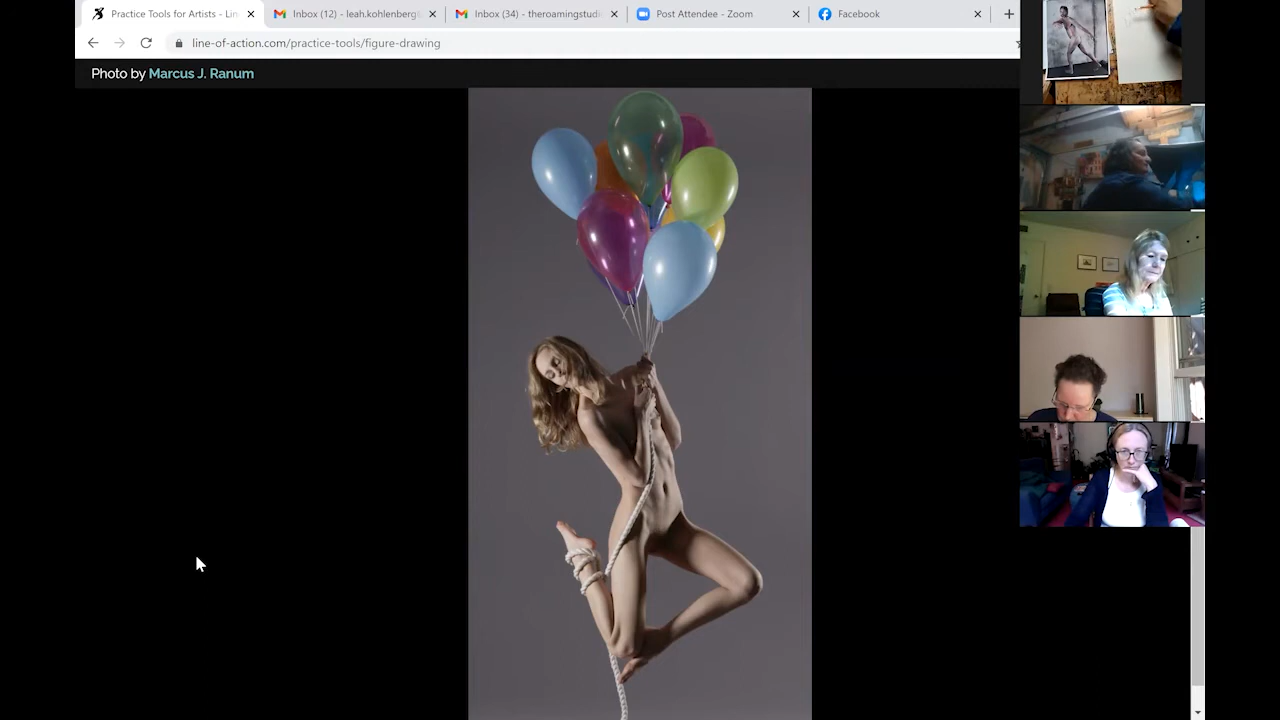 Practice Tools for Artists - Lin
Inbox (12) - leah.kohlenberg
Inbox (34) - theroamingstudi
Post Attendee - Zoom
Facebook
line-of-action.com/practice-tools/figure-drawing
Photo by Marcus J. Ranum